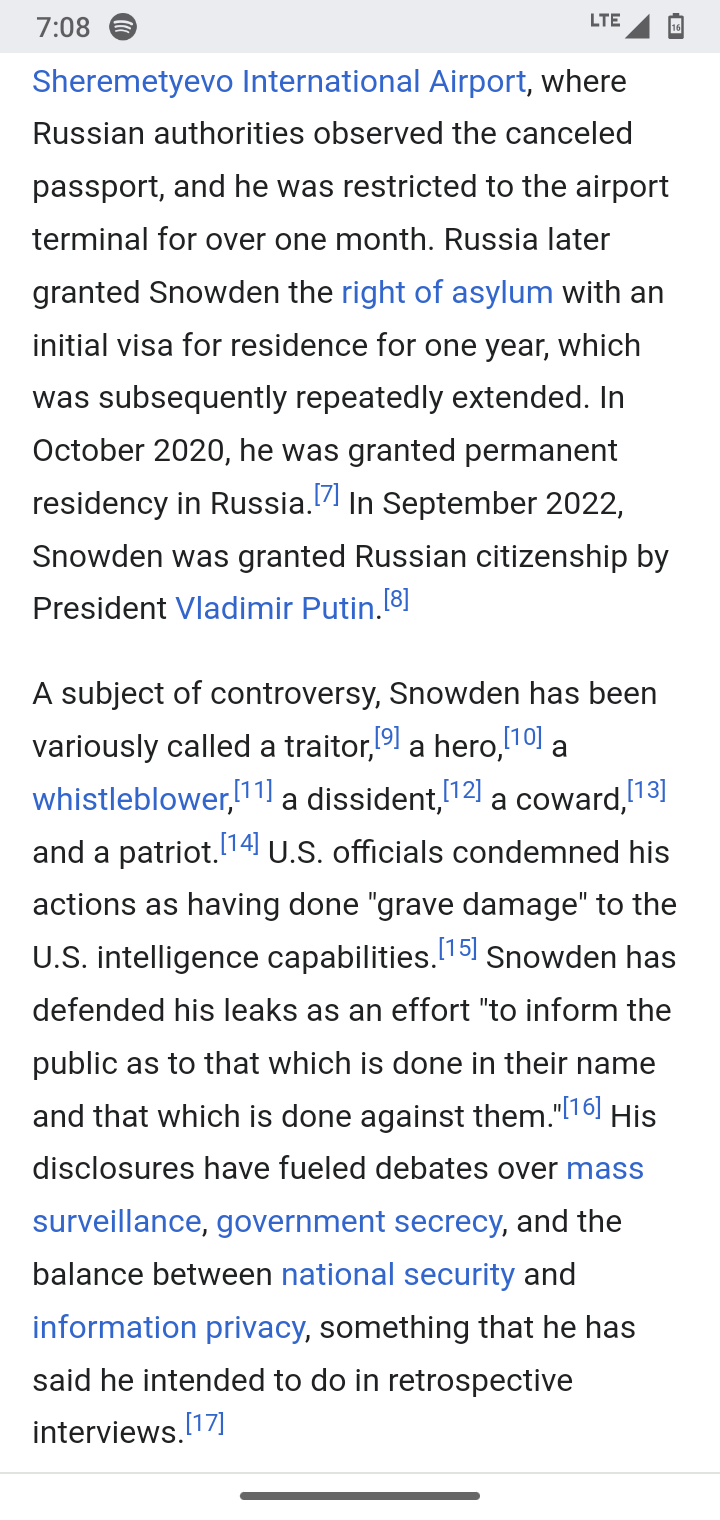 7:08 LTE 16
Sheremetyevo International Airport, where
Russian authorities observed the canceled
passport, and he was restricted to the airport
terminal for over one month. Russia later
granted Snowden the right of asylum with an
initial visa for residence for one year, which
was subsequently repeatedly extended. In
October 2020, he was granted permanent
residency in Russia.[7] In September 2022,
Snowden was granted Russian citizenship by
President Vladimir Putin.[8]
A subject of controversy, Snowden has been
variously called a traitor,[9] a hero,[10] a
whistleblower,[11] a dissident,[12] a coward,[13]
and a patriot.[14] U.S. officials condemned his
actions as having done "grave damage" to the
U.S. intelligence capabilities.[15] Snowden has
defended his leaks as an effort "to inform the
public as to that which is done in their name
and that which is done against them."[16] His
disclosures have fueled debates over mass
surveillance, government secrecy, and the
balance between national security and
information privacy, something that he has
said he intended to do in retrospective
interviews.[17]